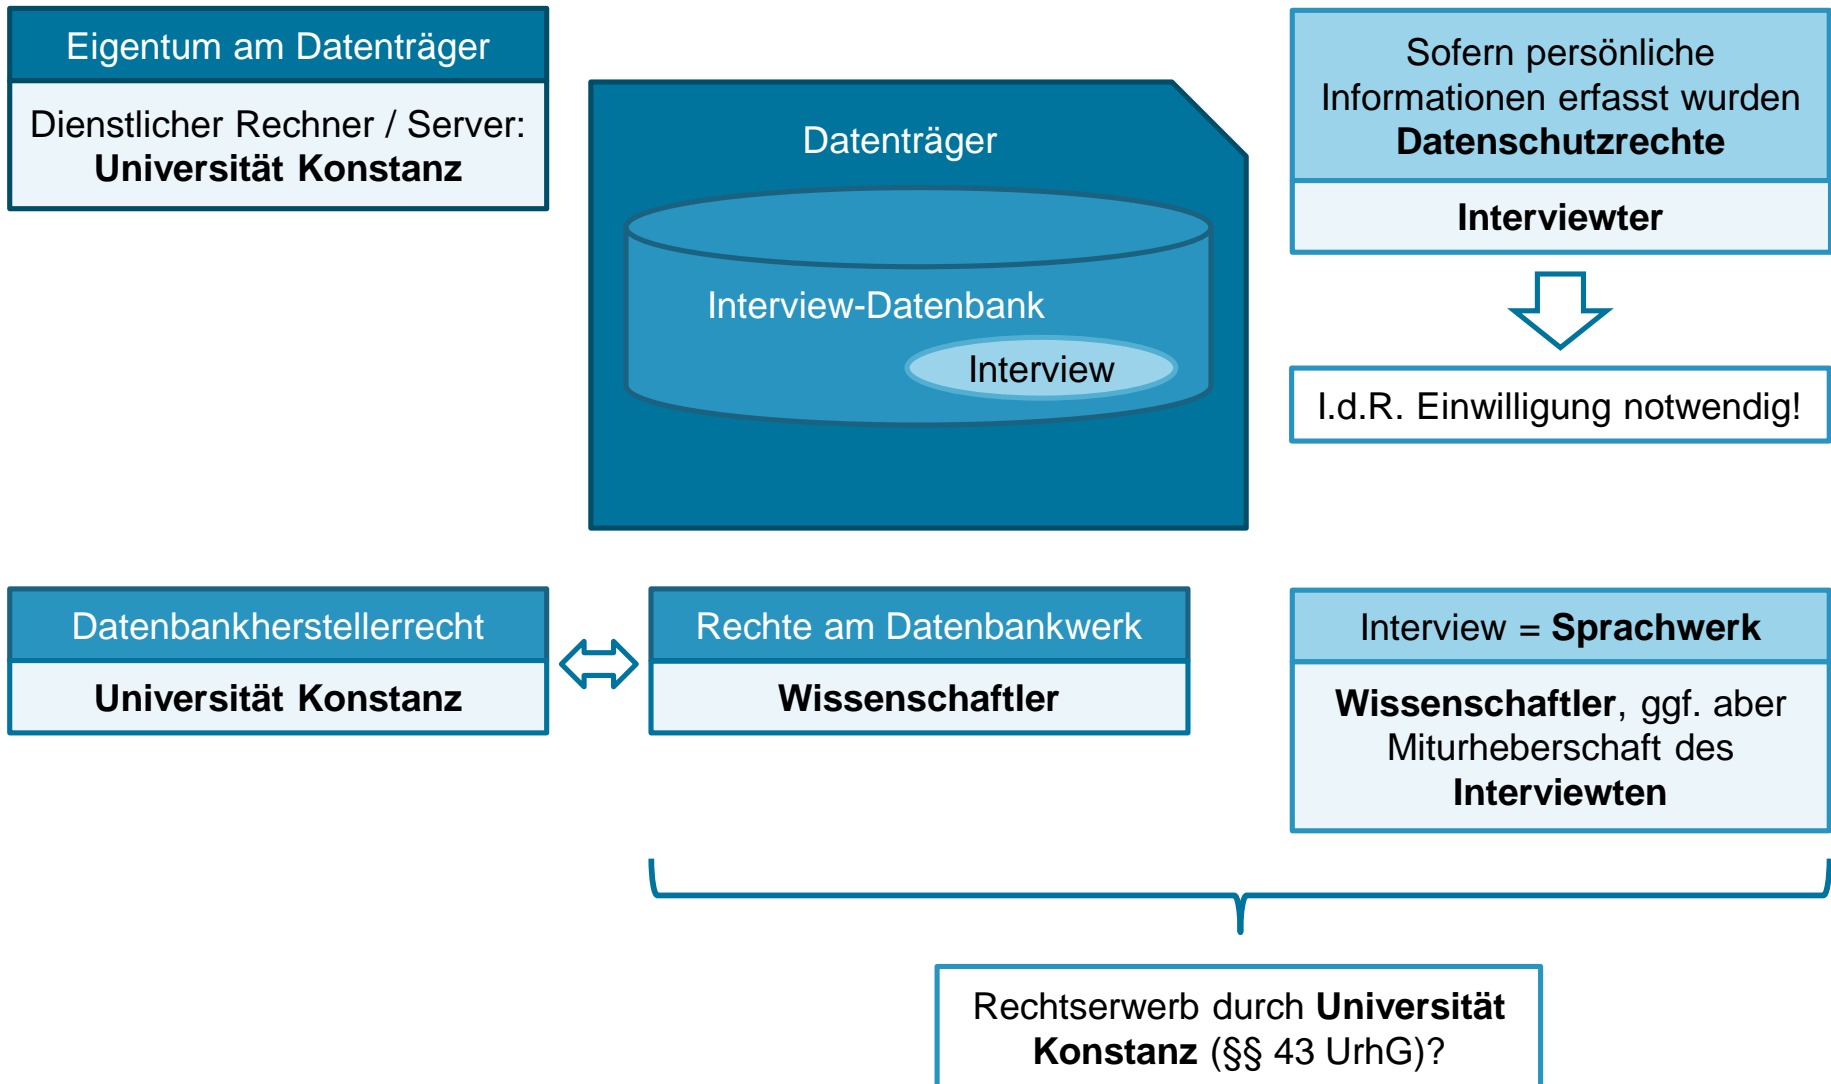 Eigentum am Datenträger
Dienstlicher Rechner / Server:
Universität Konstanz
Datenträger
Interview-Datenbank
Interview
Sofern persönliche
Informationen erfasst wurden
Datenschutzrechte
Interviewter
I.d.R. Einwilligung notwendig!
Datenbankherstellerrecht
Universität Konstanz
Rechte am Datenbankwerk
Wissenschaftler
Interview = Sprachwerk
Wissenschaftler, ggf. aber
Miturheberschaft des
Interviewten
Rechtserwerb durch Universität
Konstanz (§§ 43 UrhG)?